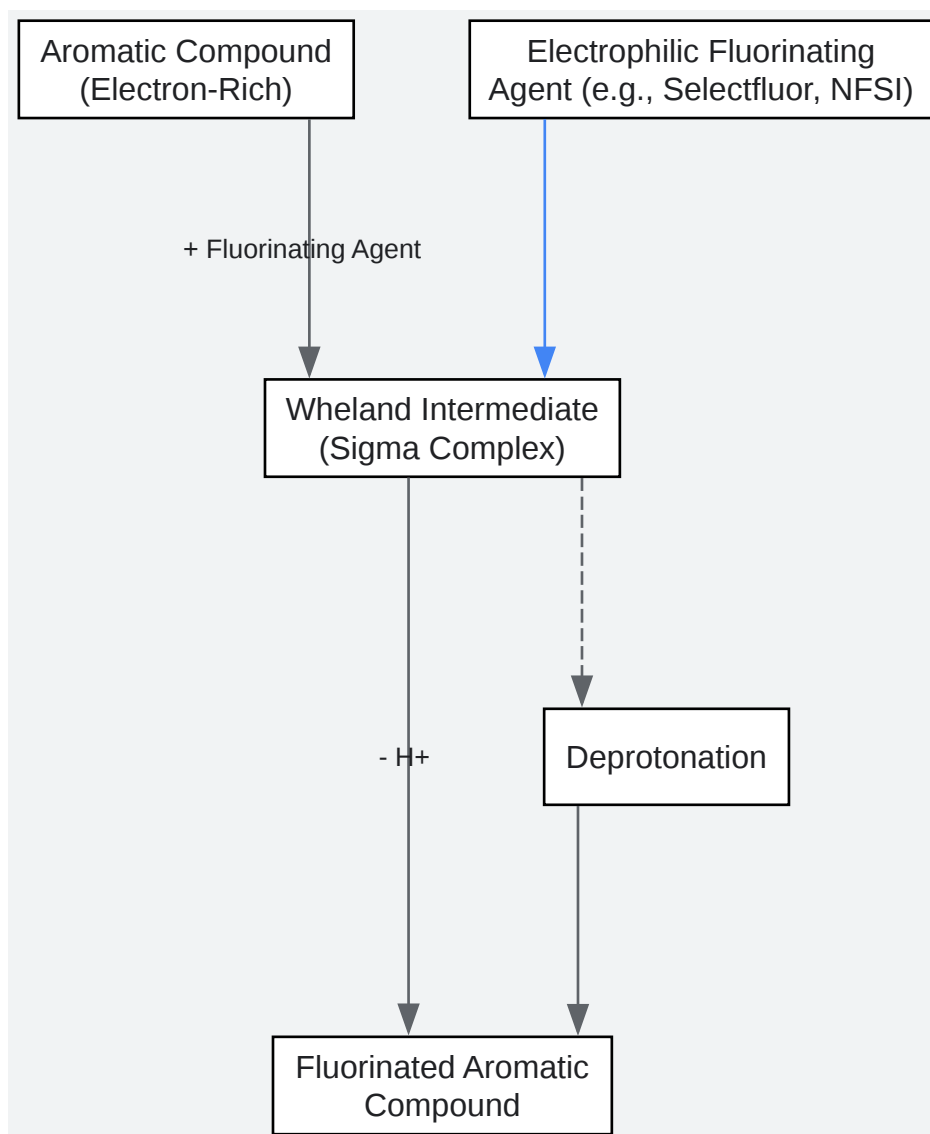 Aromatic Compound
(Electron-Rich)
Electrophilic Fluorinating
Agent (e.g., Selectfluor, NFSI)
+ Fluorinating Agent
Wheland Intermediate
(Sigma Complex)
- H+
Deprotonation
Fluorinated Aromatic
Compound